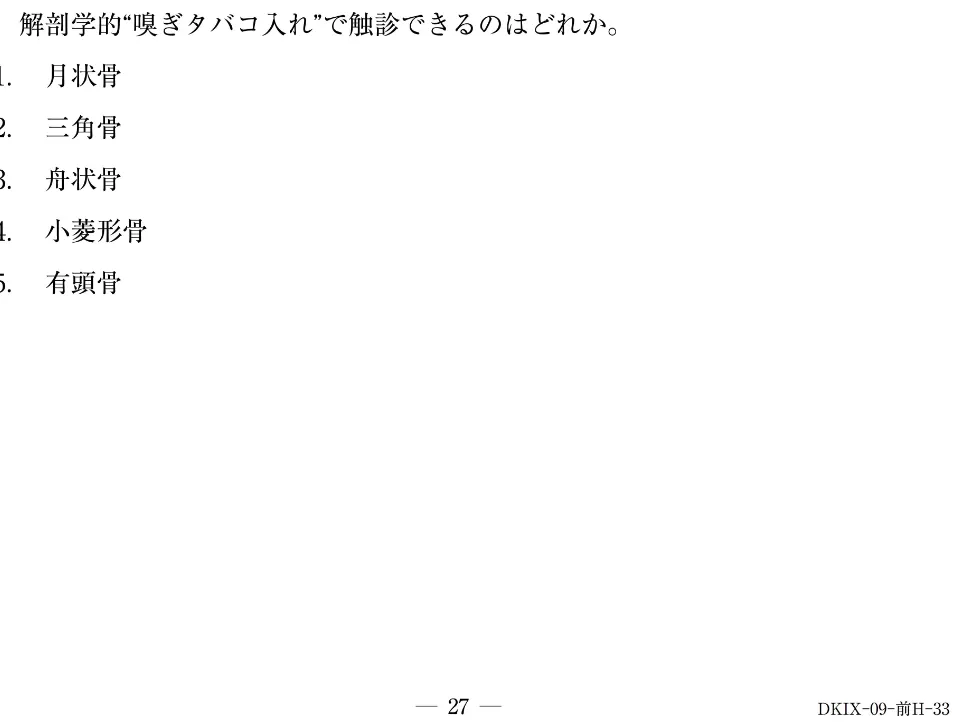 解剖学的“嗅ぎタバコ入れ”で触診できるのはどれか。
1. 月状骨
2. 三角骨
3. 舟状骨
4. 小菱形骨
5. 有頭骨
— 27 —
DKIX-09-前H-33